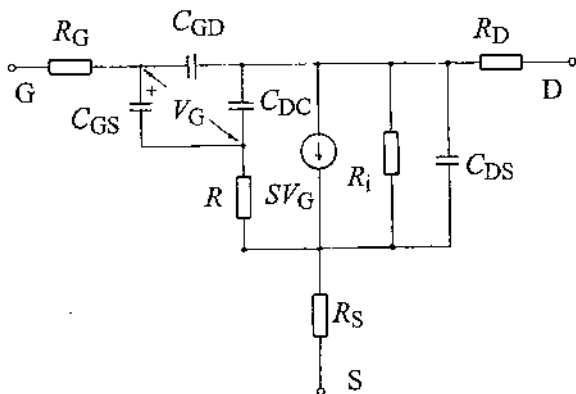 R_G
C_GD
R_D
G
+
C_GS
V_G
C_DC
D
R
SV_G
R_i
C_DS
R_S
S